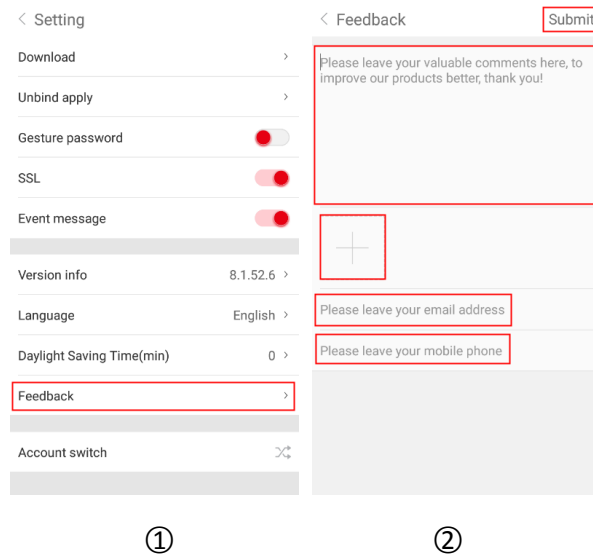 Setting
Download
Unbind apply
Gesture password
SSL
Event message
Version info 8.1.52.6
Language English
Daylight Saving Time(min) 0
Feedback
Account switch
①
Feedback Submit
Please leave your valuable comments here, to
improve our products better, thank you!
Please leave your email address
Please leave your mobile phone
②